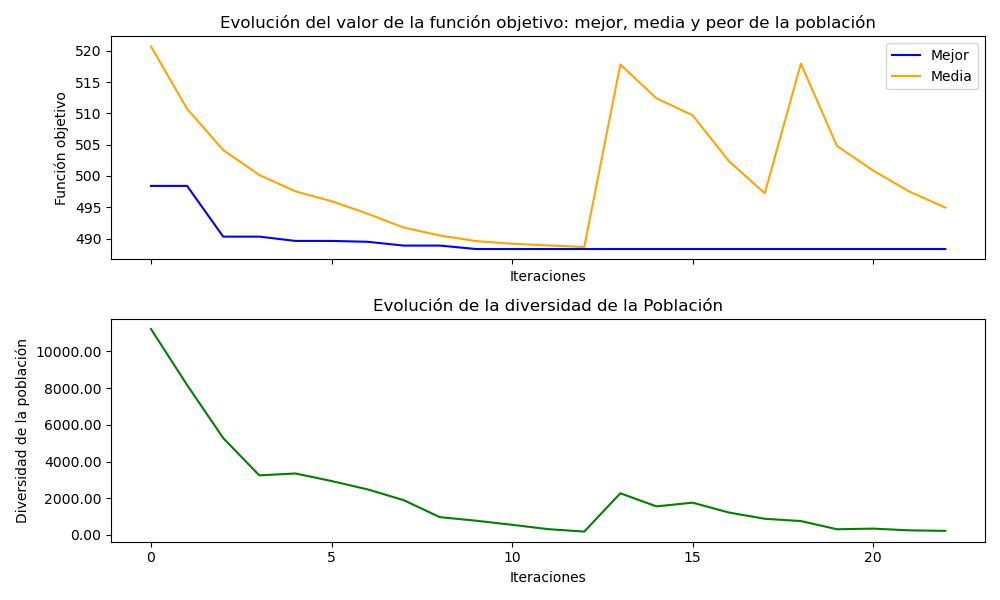 Evolución del valor de la función objetivo: mejor, media y peor de la población
Función objetivo
520
515
510
505
500
495
490
Mejor
Media
Iteraciones
Evolución de la diversidad de la Población
Diversidad de la población
10000.00
8000.00
6000.00
4000.00
2000.00
0.00
0 5 10 15 20
Iteraciones